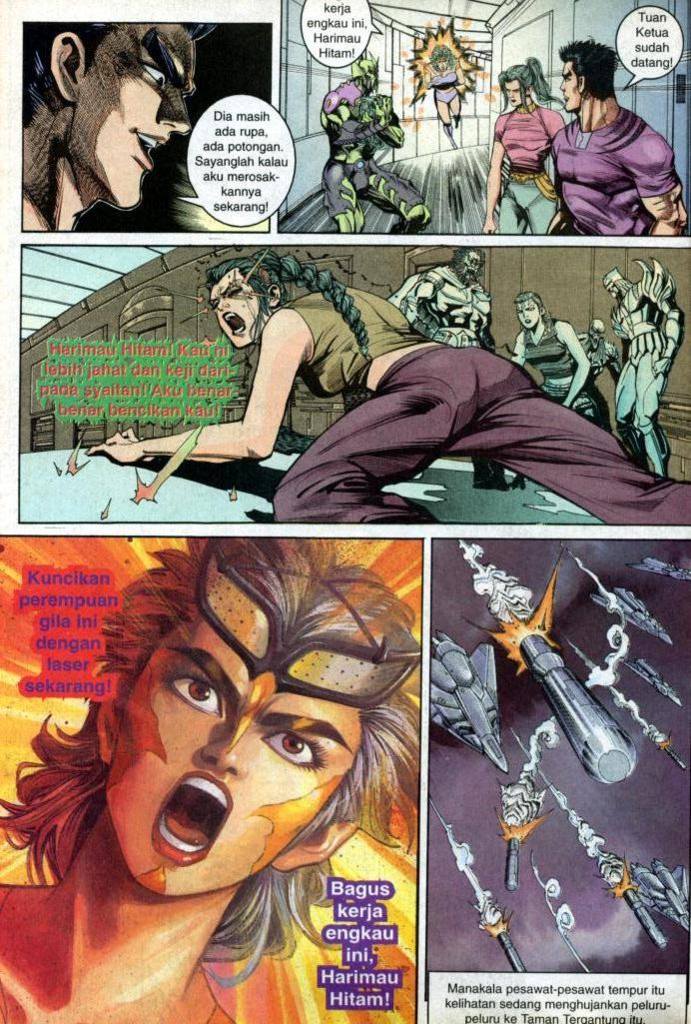 Dia masih
ada rupa,
ada potongan.
Sayanglah kalau
aku merosak-
kannya
sekarang!
kerja
engkau ini,
Harimau
Hitam!
Tuan
Ketua
sudah
datang!
Harimau Hitam! Kau ni
lebih jahat dan keji dari-
pada syaitan! Aku benar
benar bencikan kau!
Kuncikan
perempuan
gila ini
dengan
laser
sekarang!
Bagus
kerja
engkau
ini,
Harimau
Hitam!
Manakala pesawat-pesawat tempur itu
kelihatan sedang menghujankan peluru-
peluru ke Taman Tergantung itu.